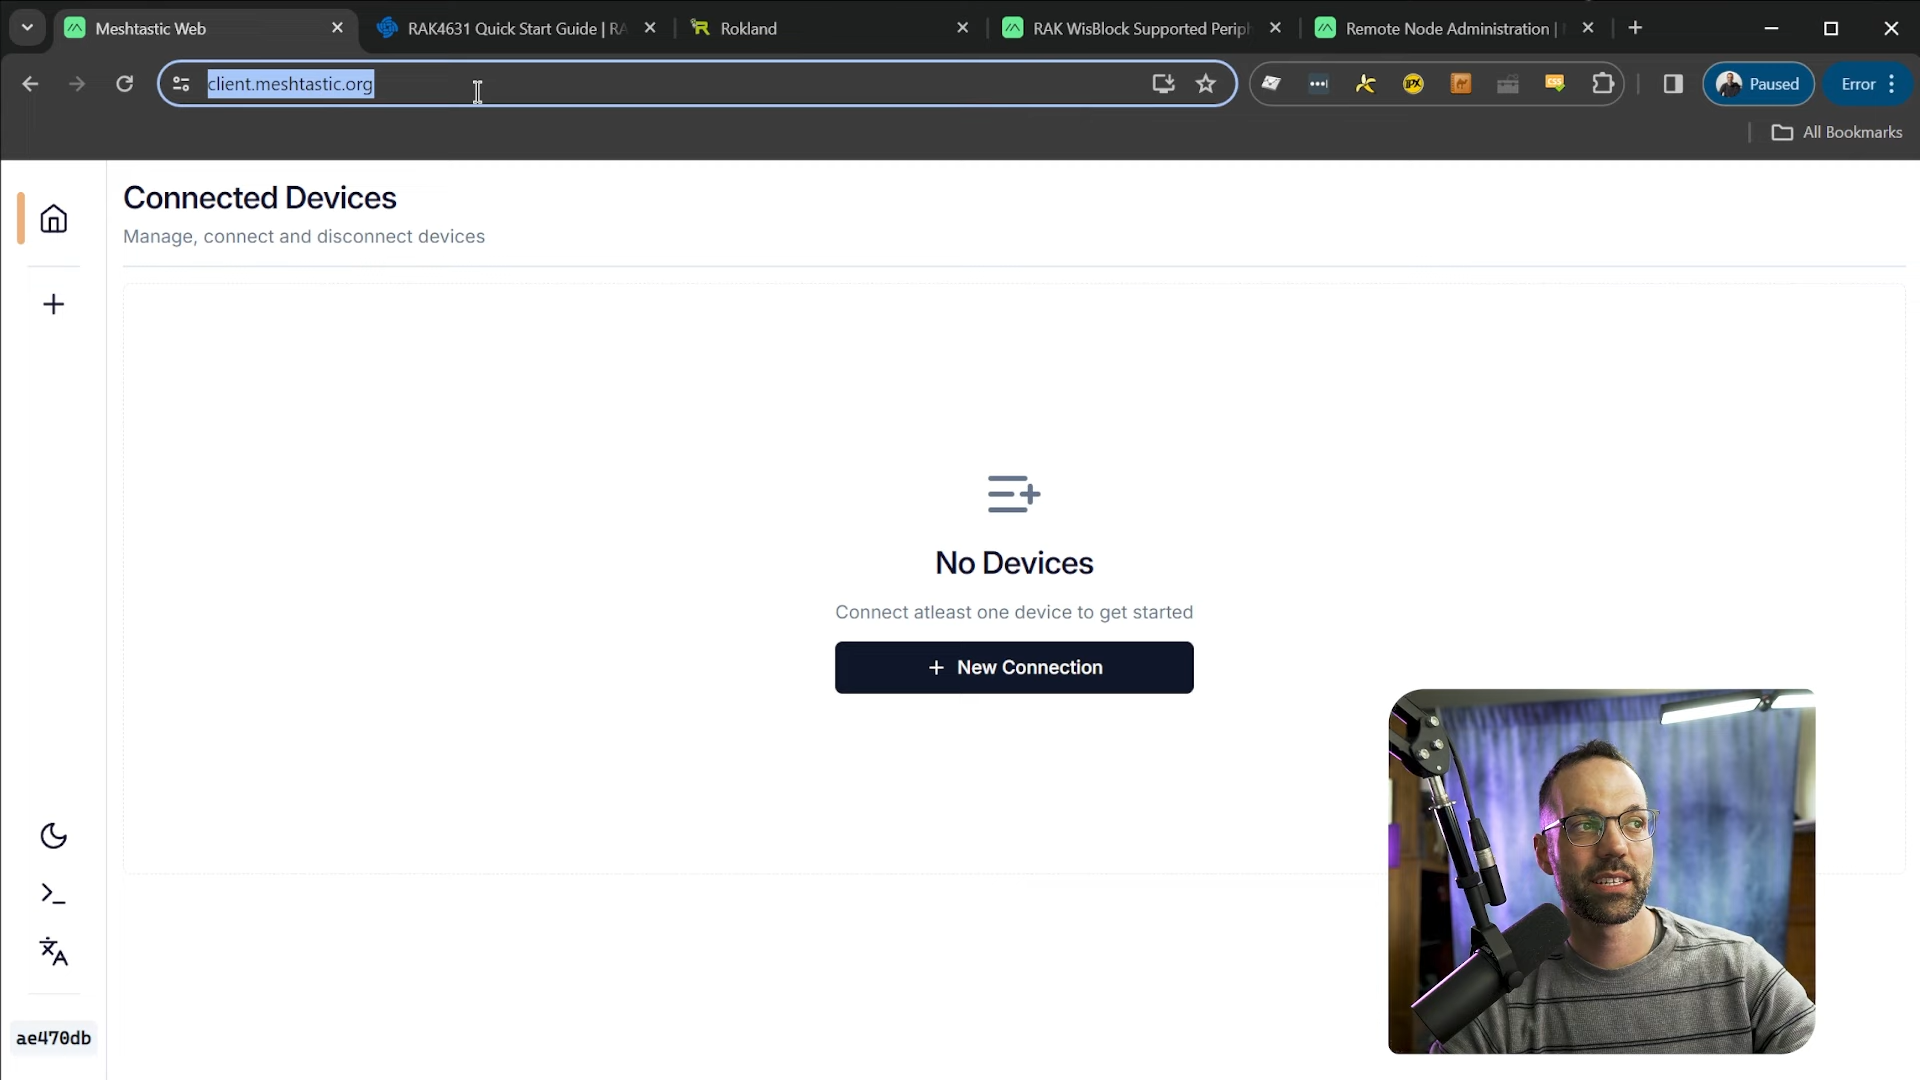 Meshtastic Web
RAK4631 Quick Start Guide | RA
Rokland
RAK WisBlock Supported Periph
Remote Node Administration |
client.meshtastic.org
Paused
Error
All Bookmarks
Connected Devices
Manage, connect and disconnect devices
No Devices
Connect atleast one device to get started
+ New Connection
ae470db